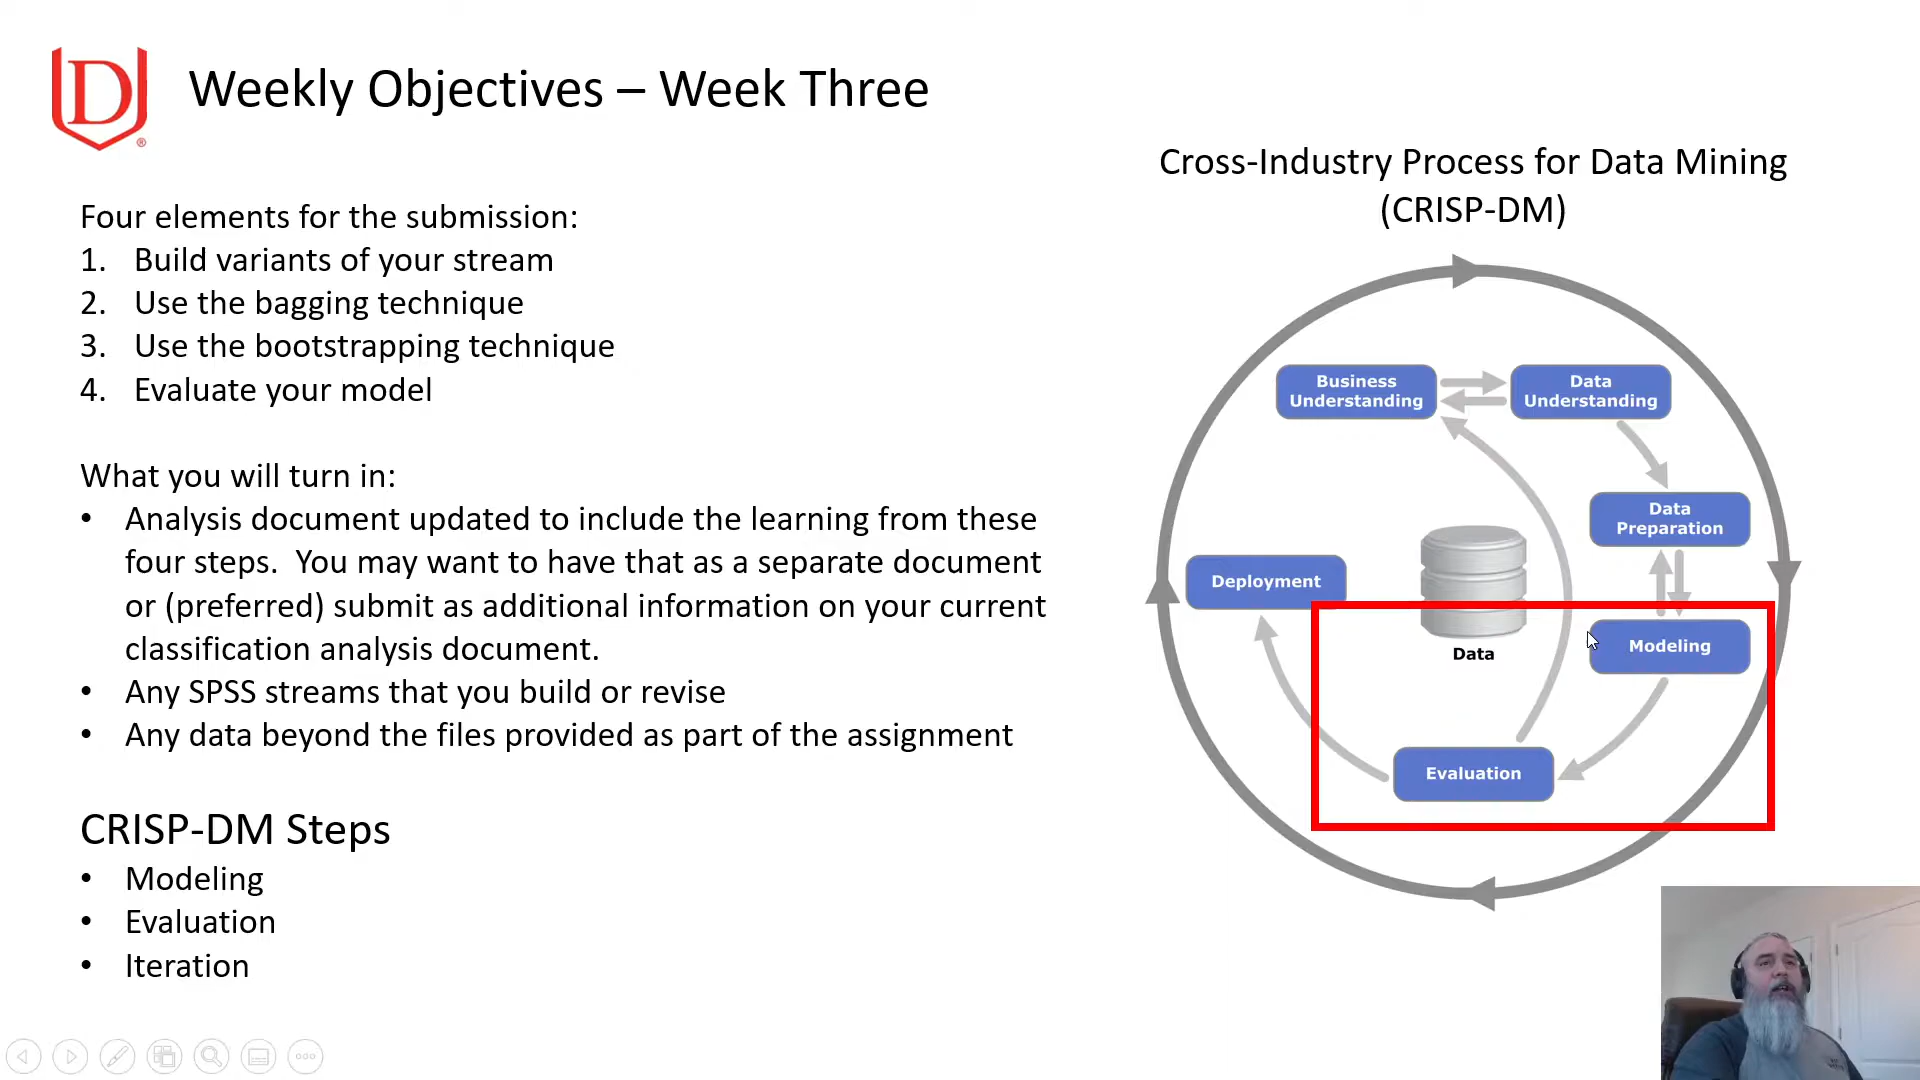 D
®
Weekly Objectives – Week Three
Four elements for the submission:
1. Build variants of your stream
2. Use the bagging technique
3. Use the bootstrapping technique
4. Evaluate your model
What you will turn in:
• Analysis document updated to include the learning from these
four steps. You may want to have that as a separate document
or (preferred) submit as additional information on your current
classification analysis document.
• Any SPSS streams that you build or revise
• Any data beyond the files provided as part of the assignment
CRISP-DM Steps
• Modeling
• Evaluation
• Iteration
Cross-Industry Process for Data Mining
(CRISP-DM)
Business
Understanding
Data
Understanding
Data
Preparation
Deployment
Modeling
Data
Evaluation